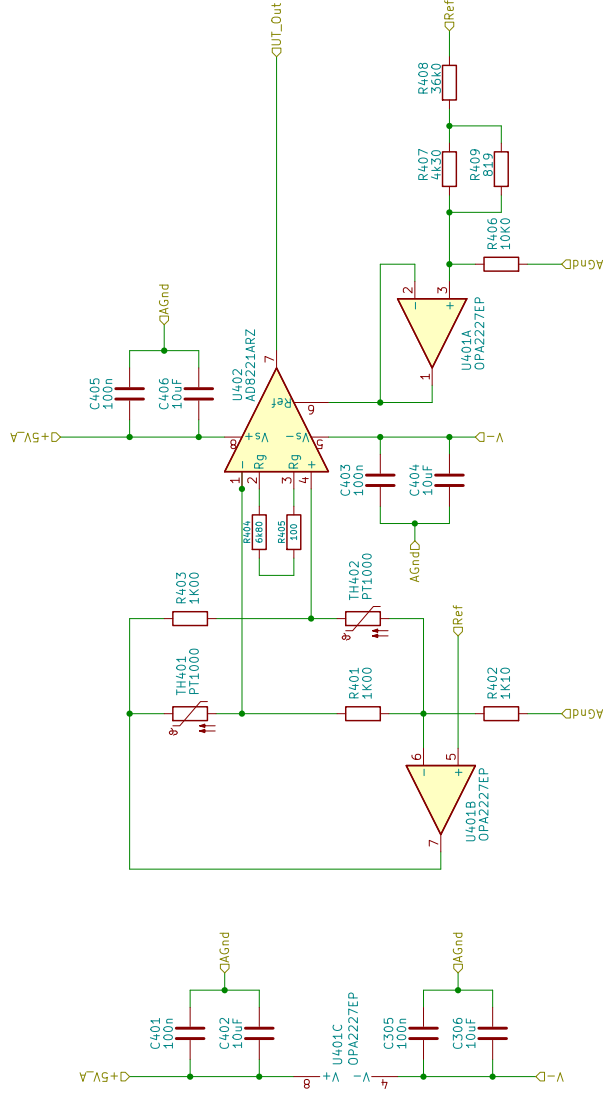 UT_Out
Ref
R408
36k0
R407
4k30
R409
819
R406
10K0
AGnd
2
−
3
+
U401A
OPA2227EP
1
AGnd
C405
100n
C406
10uF
+5V_A
U402
AD8221ARZ
7
Ref
6
8
Vs+
Vs−
5
−
Rg
Rg
+
1
2
3
4
V−
C403
100n
C404
10uF
AGnd
R404
6k80
R405
100
R403
1K00
TH402
PT1000
θ
TH401
PT1000
θ
R401
1K00
Ref
R402
1K10
AGnd
6
−
5
+
U401B
OPA2227EP
7
AGnd
C401
100n
C402
10uF
+5V_A
U401C
OPA2227EP
8
V+
V−
4
AGnd
C305
100n
C306
10uF
V−